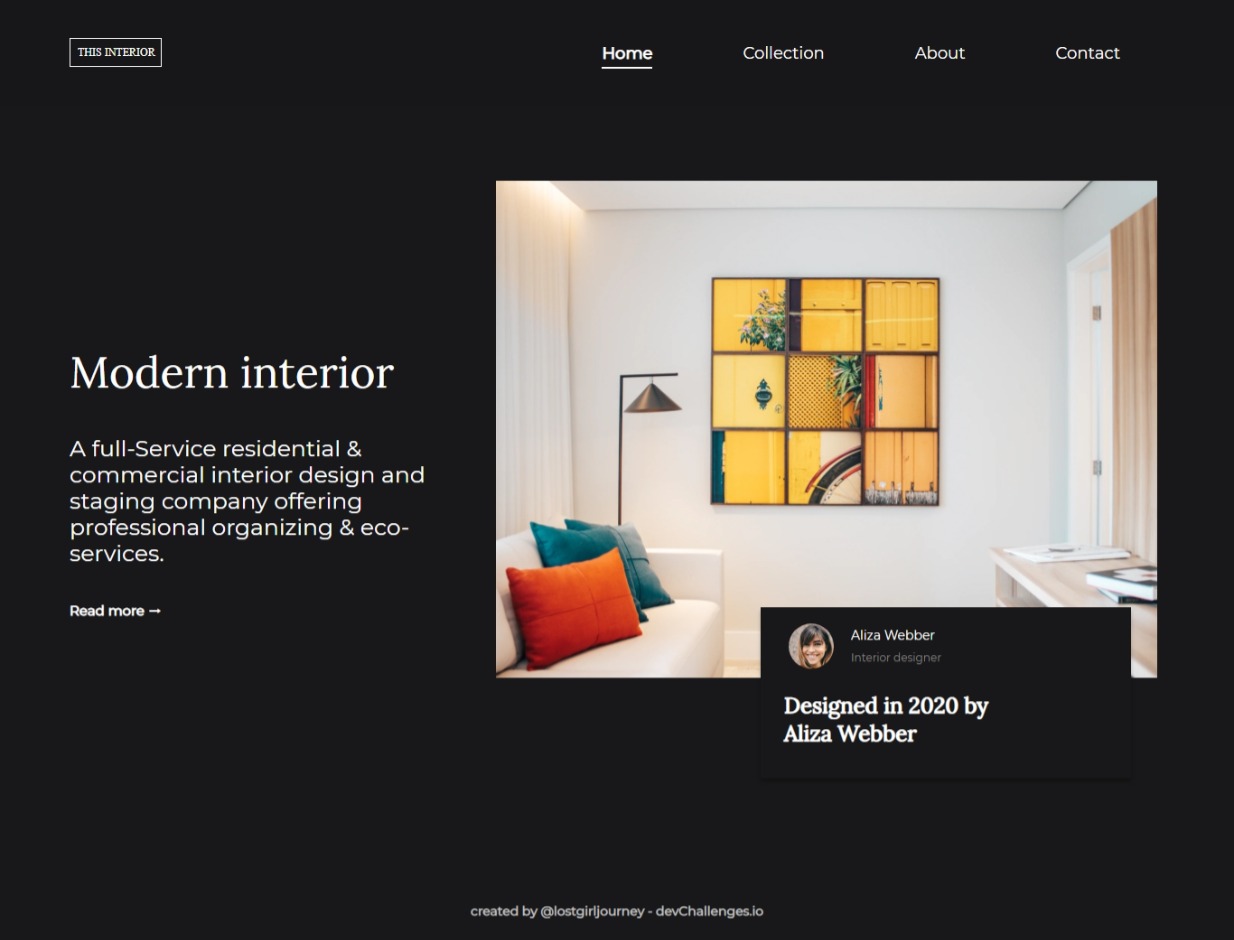 THIS INTERIOR
Home
Collection
About
Contact
Modern interior
A full-Service residential &
commercial interior design and
staging company offering
professional organizing & eco-
services.
Read more →
Aliza Webber
Interior designer
Designed in 2020 by
Aliza Webber
created by @lostgirljourney - devChallenges.io